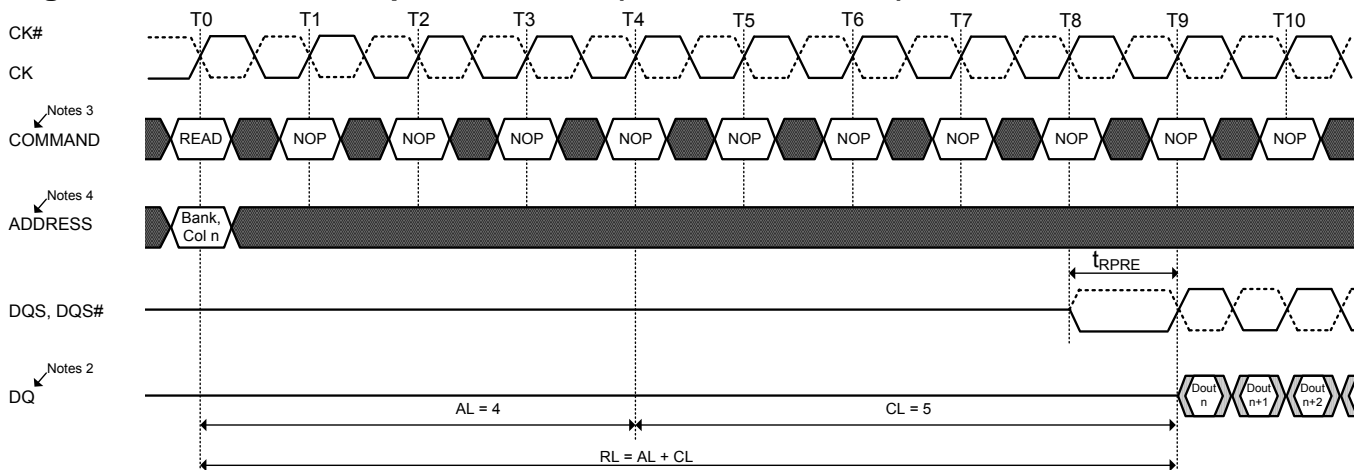 T0 T1 T2 T3 T4 T5 T6 T7 T8 T9 T10
CK#
CK
Notes 3
COMMAND
READ NOP NOP NOP NOP NOP NOP NOP NOP NOP NOP
Notes 4
ADDRESS
Bank,
Col n
tRPRE
DQS, DQS#
Notes 2
DQ
Dout Dout Dout
n n+1 n+2
AL = 4 CL = 5
RL = AL + CL